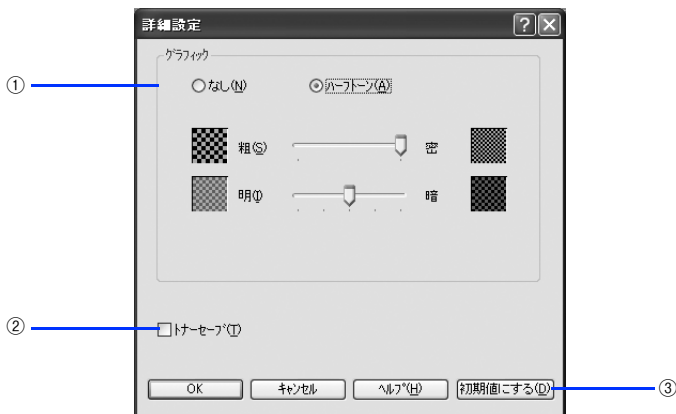 詳細設定
グラフィック
① なし(N) ハーフトーン(A)
粗(S) 密
明(I) 暗
② トナーセーブ(T)
OK キャンセル ヘルプ(H) 初期値にする(D) ③